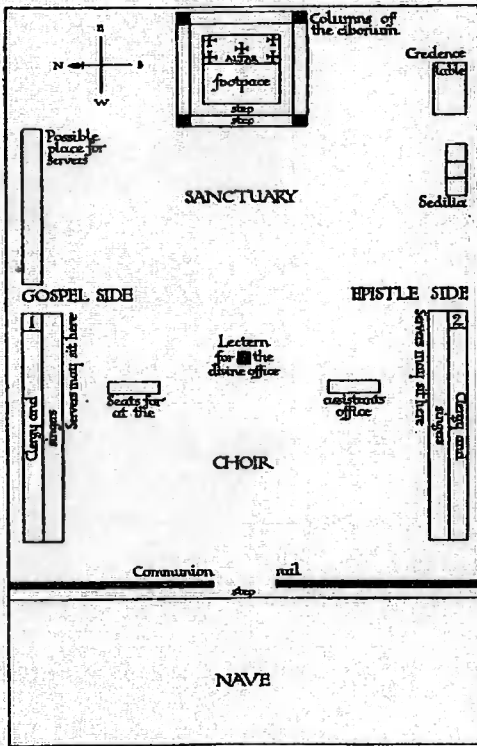 Columns of
the ciborium
E
N
S
W
ALTAR
footpace
step
step
Credence
table
Possible
place for
servers
SANCTUARY
Sedilia
GOSPEL SIDE
EPISTLE SIDE
1
Clergy and
singers
Servers may sit here
Lectern
for the
divine office
Seats for
at the
assistants
office
Servers may sit here
singers
Clergy and
2
CHOIR
Communion
rail
step
NAVE